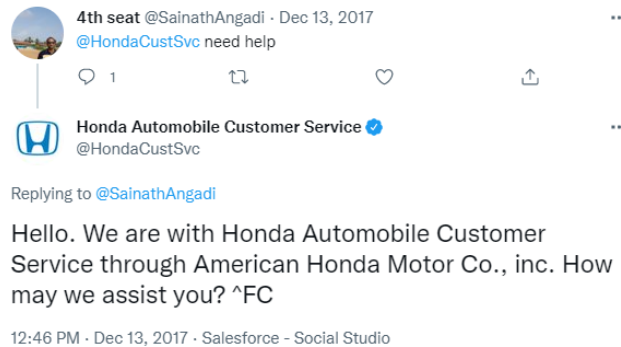 4th seat @SainathAngadi · Dec 13, 2017
@HondaCustSvc need help
1
Honda Automobile Customer Service
@HondaCustSvc
Replying to @SainathAngadi
Hello. We are with Honda Automobile Customer
Service through American Honda Motor Co., inc. How
may we assist you? ^FC
12:46 PM · Dec 13, 2017 · Salesforce - Social Studio